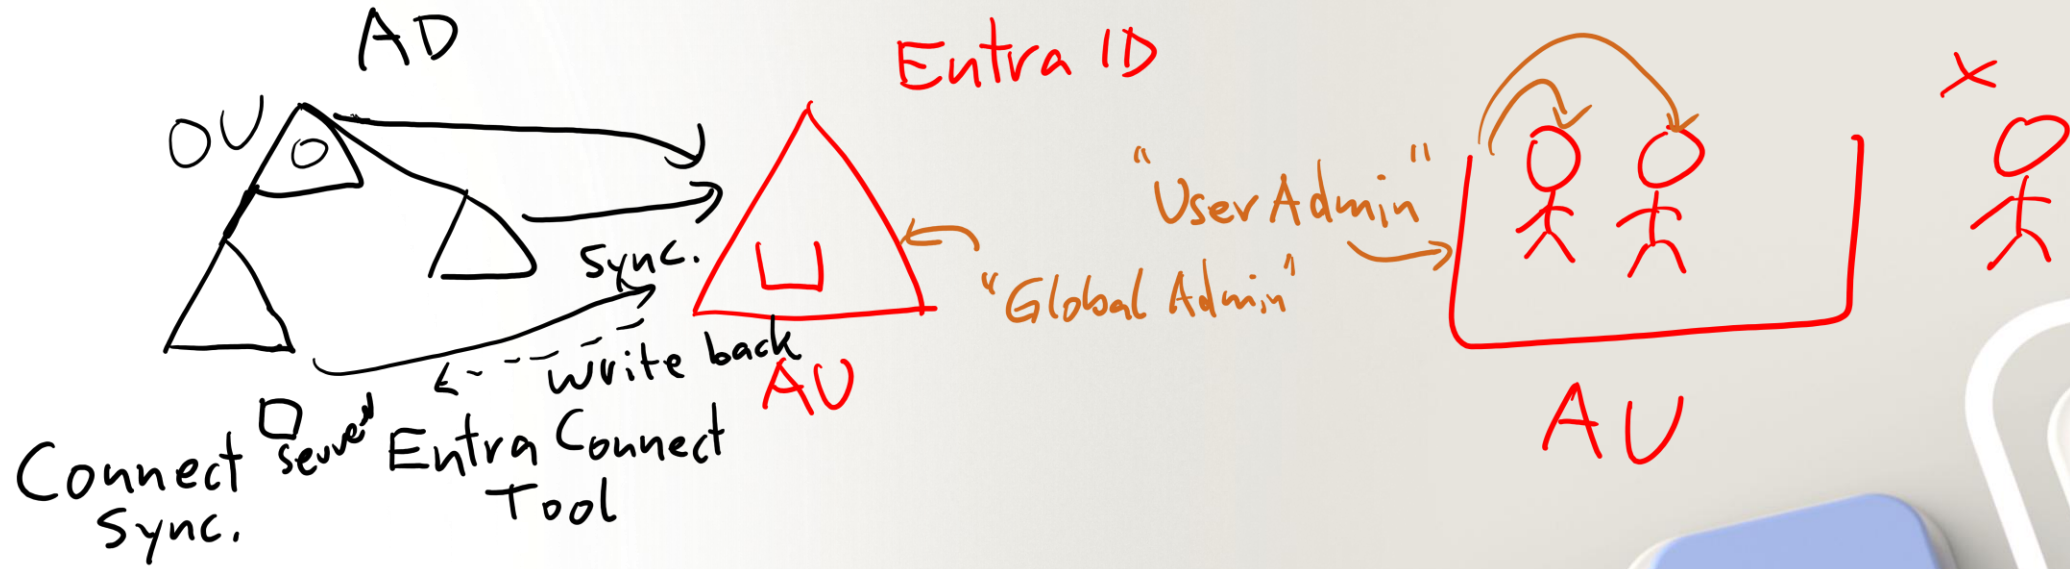 AD
OU
Sync.
write back
Connect Sync.
server
Entra Connect
Tool
Entra ID
AU
"Global Admin"
"User Admin"
AU